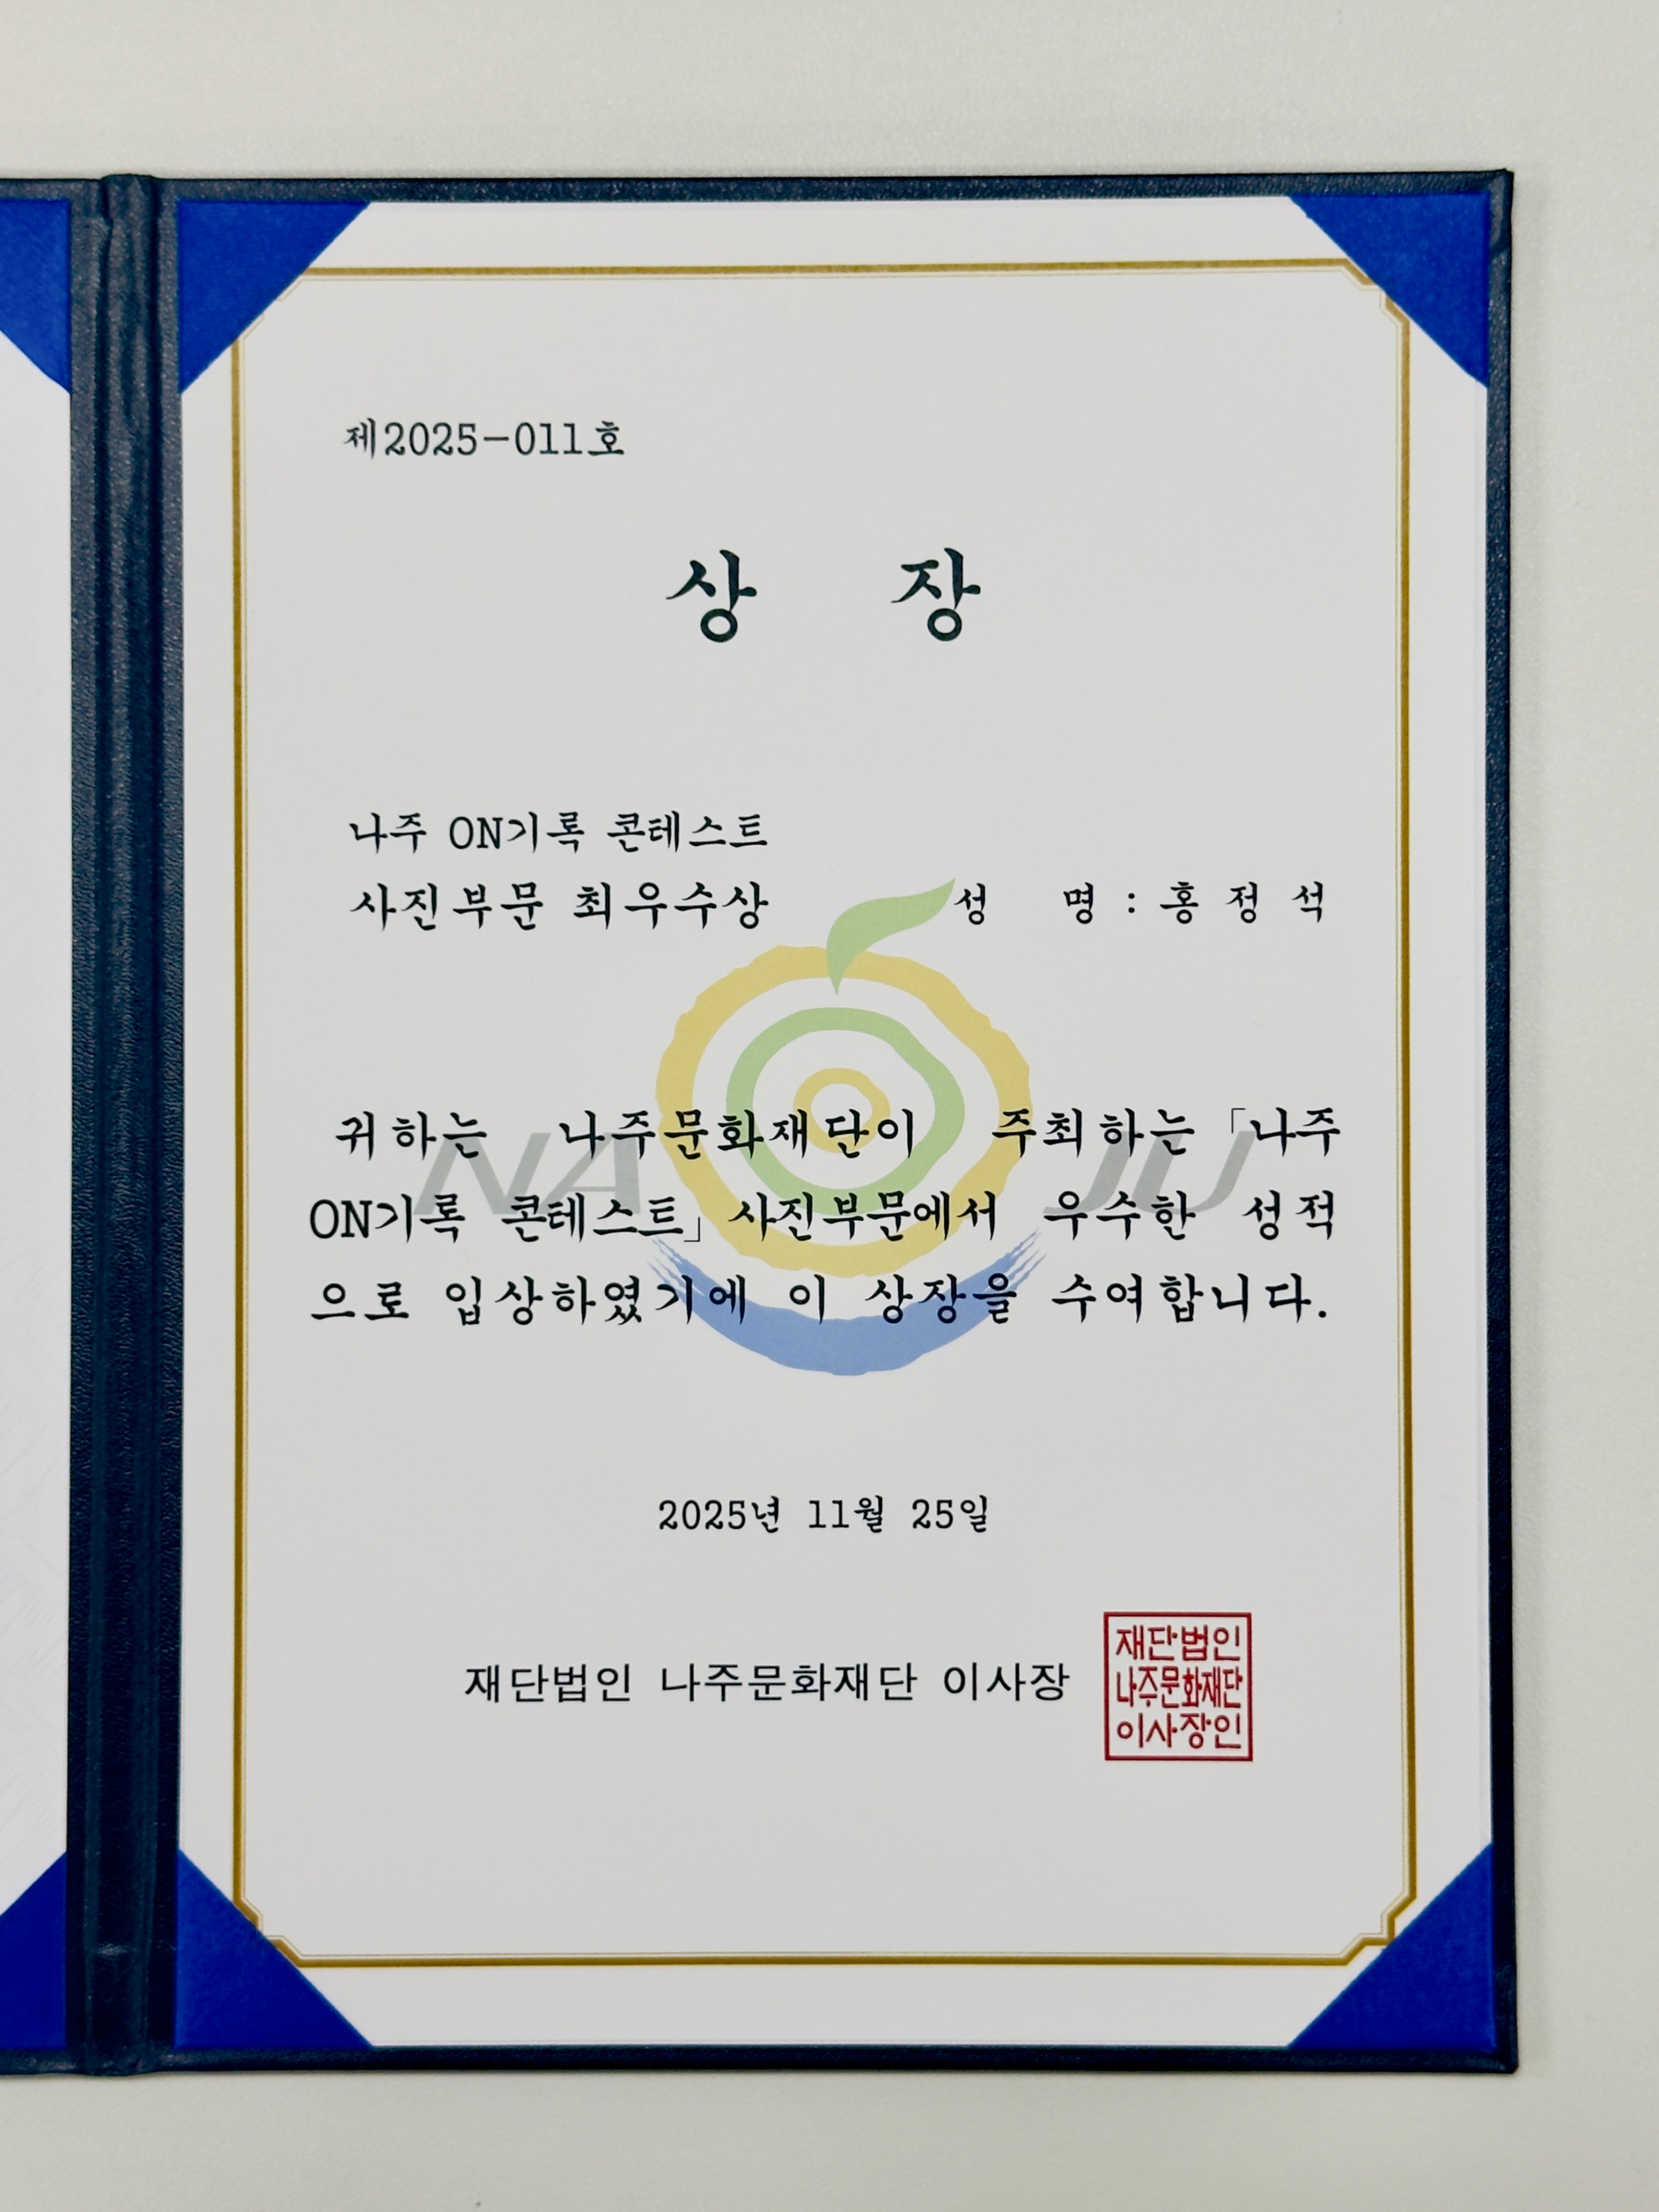 제2025-011호
상 장
나주 ON기록 콘테스트
사진부문 최우수상
성 명 : 홍 정 석
귀하는 나주문화재단이 주최하는 「나주
ON기록 콘테스트」 사진부문에서 우수한 성적
으로 입상하였기에 이 상장을 수여합니다.
NA JU
2025년 11월 25일
재단법인 나주문화재단 이사장
재단법인
나주문화재단
이사장인